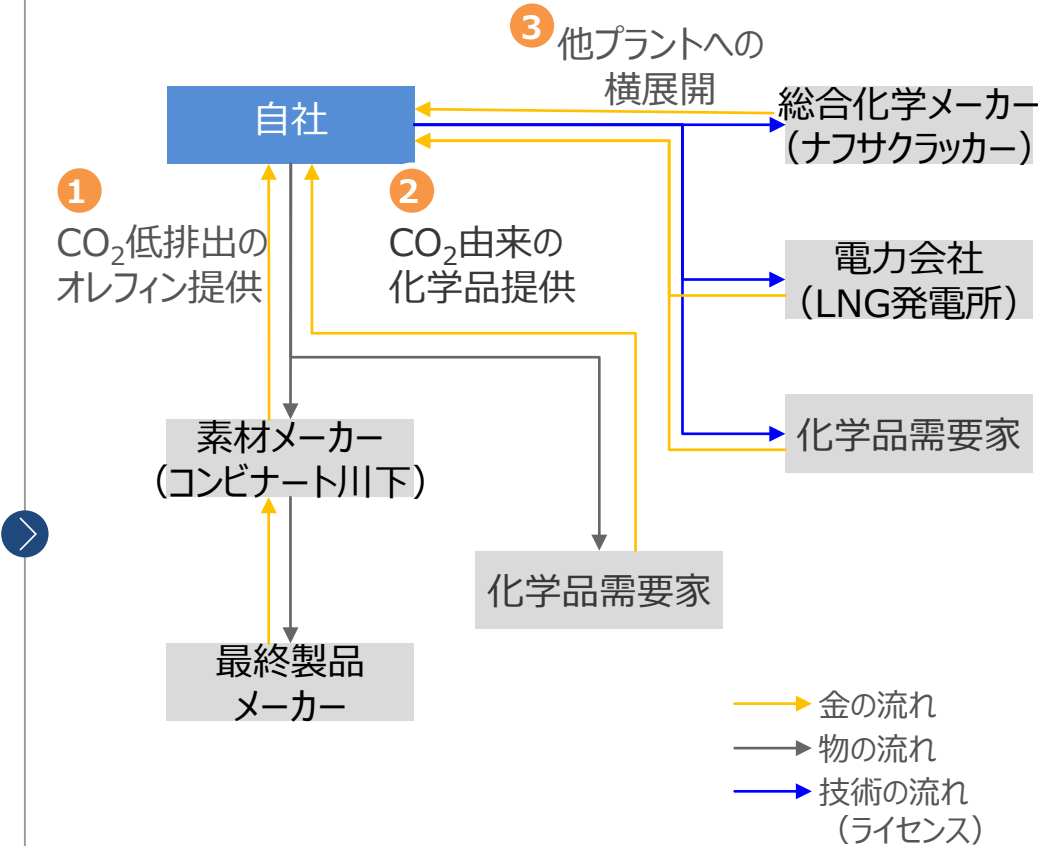 3
他プラントへの
横展開
自社
総合化学メーカー
（ナフサクラッカー）
1
CO₂低排出の
オレフィン提供
2
CO₂由来の
化学品提供
電力会社
（LNG発電所）
化学品需要家
素材メーカー
（コンビナート川下）
化学品需要家
最終製品
メーカー
金の流れ
物の流れ
技術の流れ
（ライセンス）